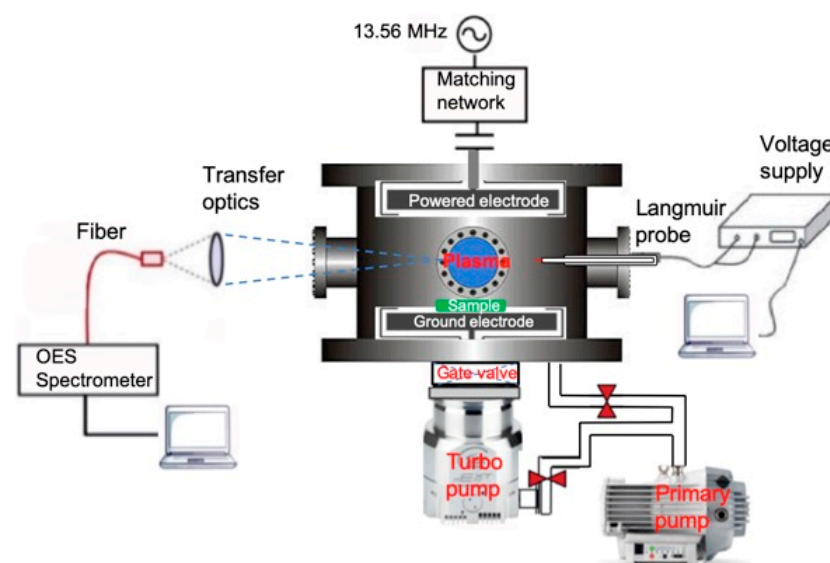 13.56 MHz
Matching
network
Voltage
supply
Transfer
optics
Powered electrode
Langmuir
probe
Fiber
Plasma
Sample
Ground electrode
OES
Spectrometer
Gate valve
Turbo
pump
Primary
pump